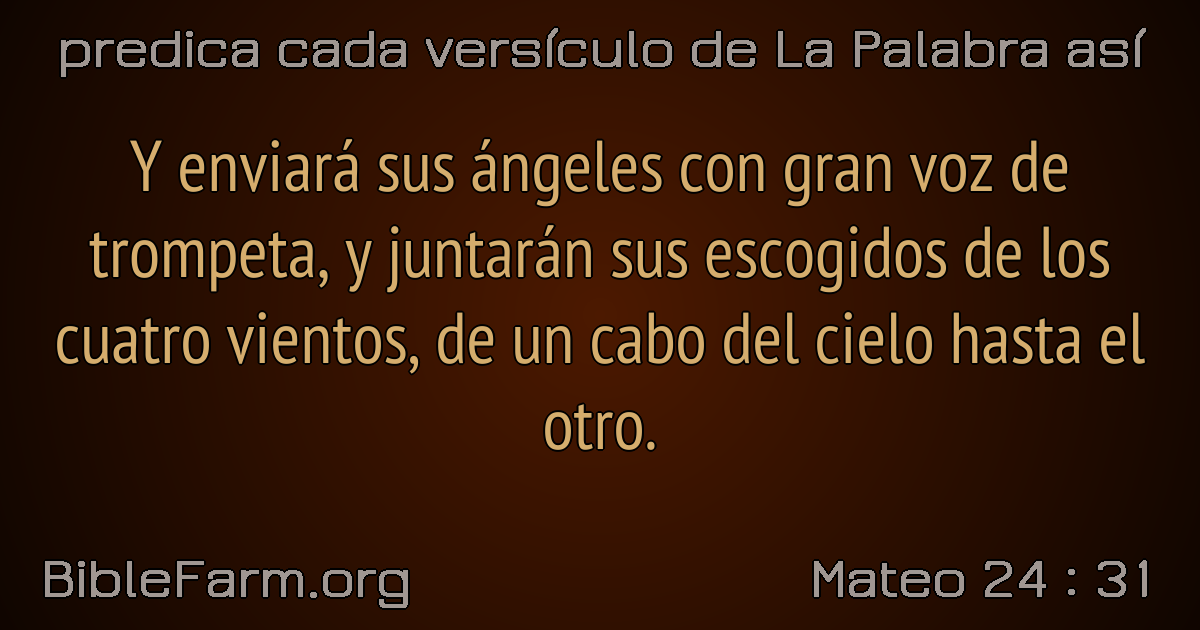 predica cada versículo de La Palabra así
Y enviará sus ángeles con gran voz de
trompeta, y juntarán sus escogidos de los
cuatro vientos, de un cabo del cielo hasta el
otro.
BibleFarm.org
Mateo 24 : 31